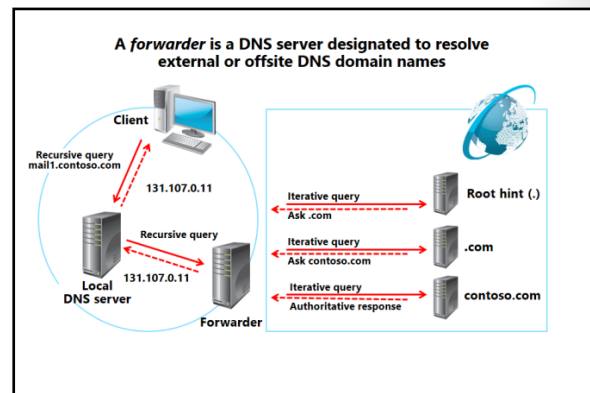 A forwarder is a DNS server designated to resolve
external or offsite DNS domain names
Client
Recursive query
mail1.contoso.com
131.107.0.11
Local
DNS server
Recursive query
131.107.0.11
Forwarder
Iterative query
Ask .com
Root hint (.)
Iterative query
Ask contoso.com
.com
Iterative query
Authoritative response
contoso.com